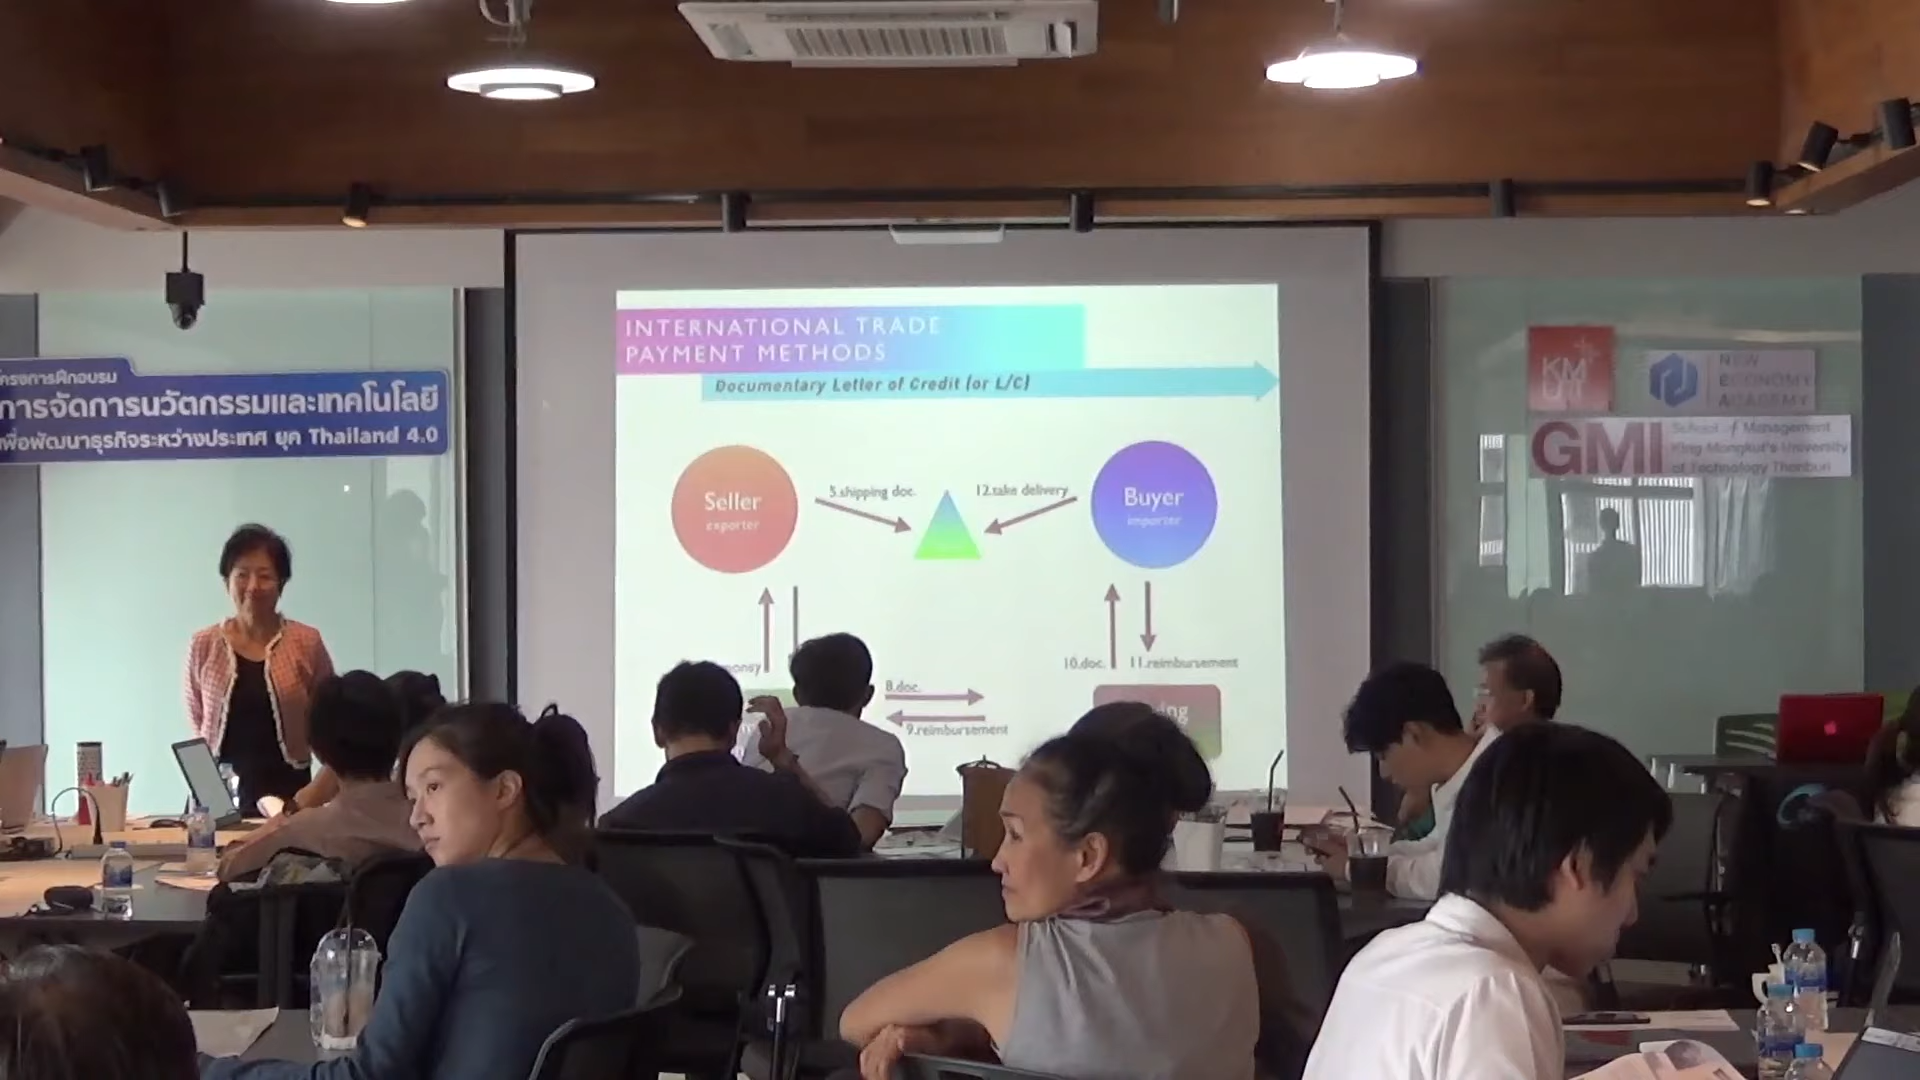 INTERNATIONAL TRADE
PAYMENT METHODS
Documentary Letter of Credit (or L/C)
Seller
exporter
5.shipping doc.
12.take delivery
Buyer
importer
10.doc.
11.reimbursement
8.doc.
9.reimbursement
โครงการฝึกอบรม
การจัดการนวัตกรรมและเทคโนโลยี
เพื่อพัฒนาธุรกิจระหว่างประเทศ ยุค Thailand 4.0
KM
UTT
NEW
ECONOMY
ACADEMY
GMI
School of Management
King Mongkut's University
of Technology Thonburi